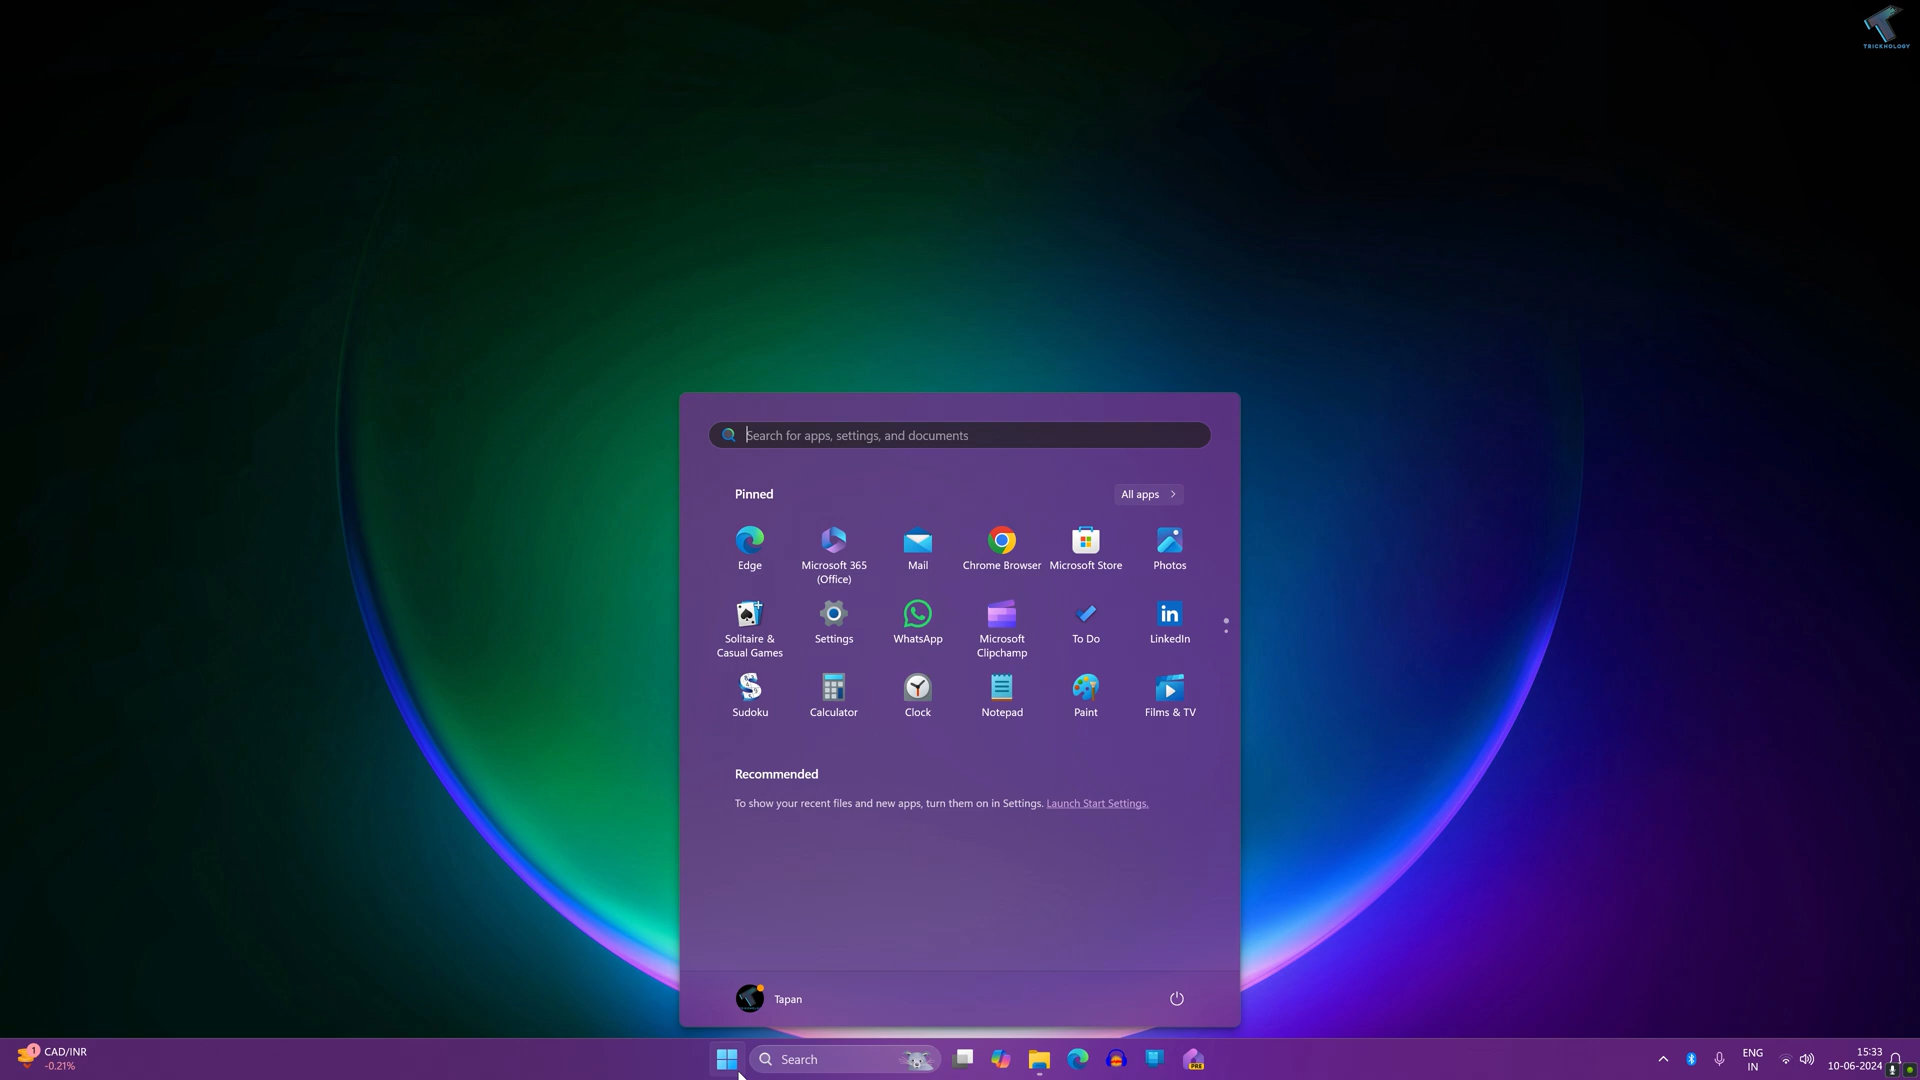 TRICKNOLOGY
Search for apps, settings, and documents
Pinned
All apps
Edge
Microsoft 365
(Office)
Mail
Chrome Browser
Microsoft Store
Photos
Solitaire &
Casual Games
Settings
WhatsApp
Microsoft
Clipchamp
To Do
LinkedIn
Sudoku
Calculator
Clock
Notepad
Paint
Films & TV
Recommended
To show your recent files and new apps, turn them on in Settings. Launch Start Settings.
Tapan
1
CAD/INR
-0.21%
Search
PRE
ENG
IN
15:33
10-06-2024